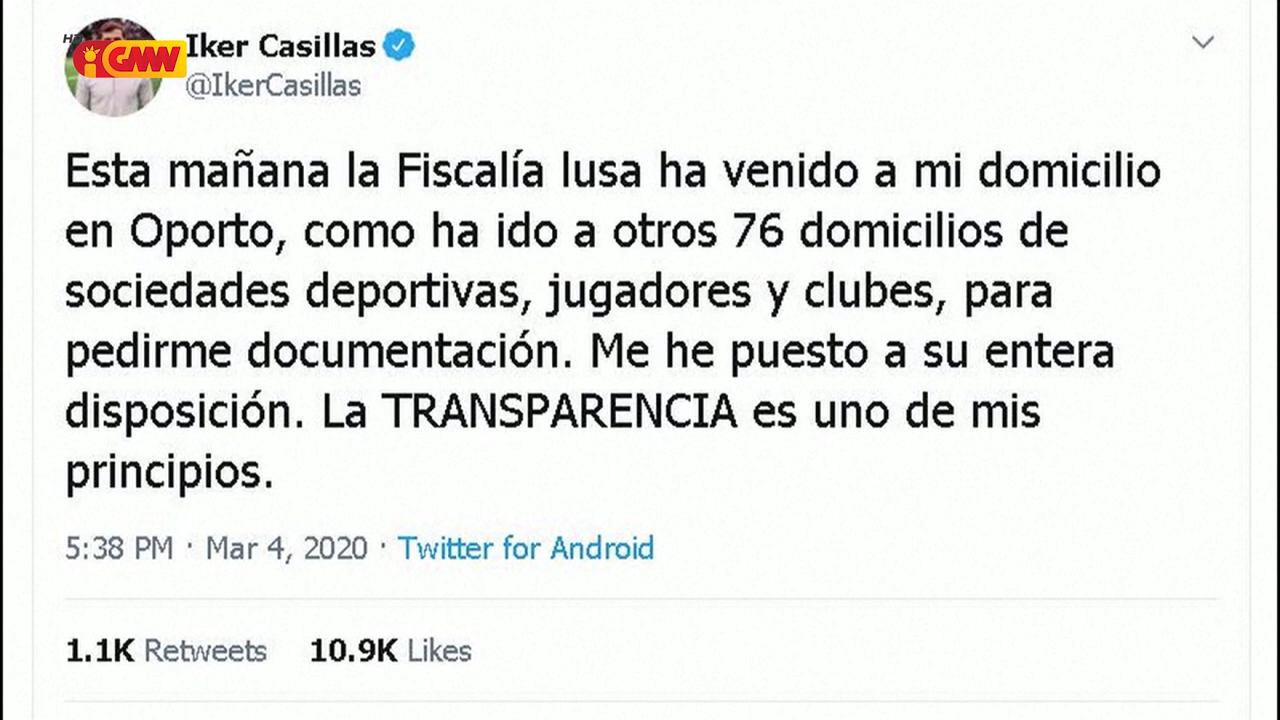 Iker Casillas
@IkerCasillas
Esta mañana la Fiscalía lusa ha venido a mi domicilio
en Oporto, como ha ido a otros 76 domicilios de
sociedades deportivas, jugadores y clubes, para
pedirme documentación. Me he puesto a su entera
disposición. La TRANSPARENCIA es uno de mis
principios.
5:38 PM · Mar 4, 2020 · Twitter for Android
1.1K Retweets 10.9K Likes